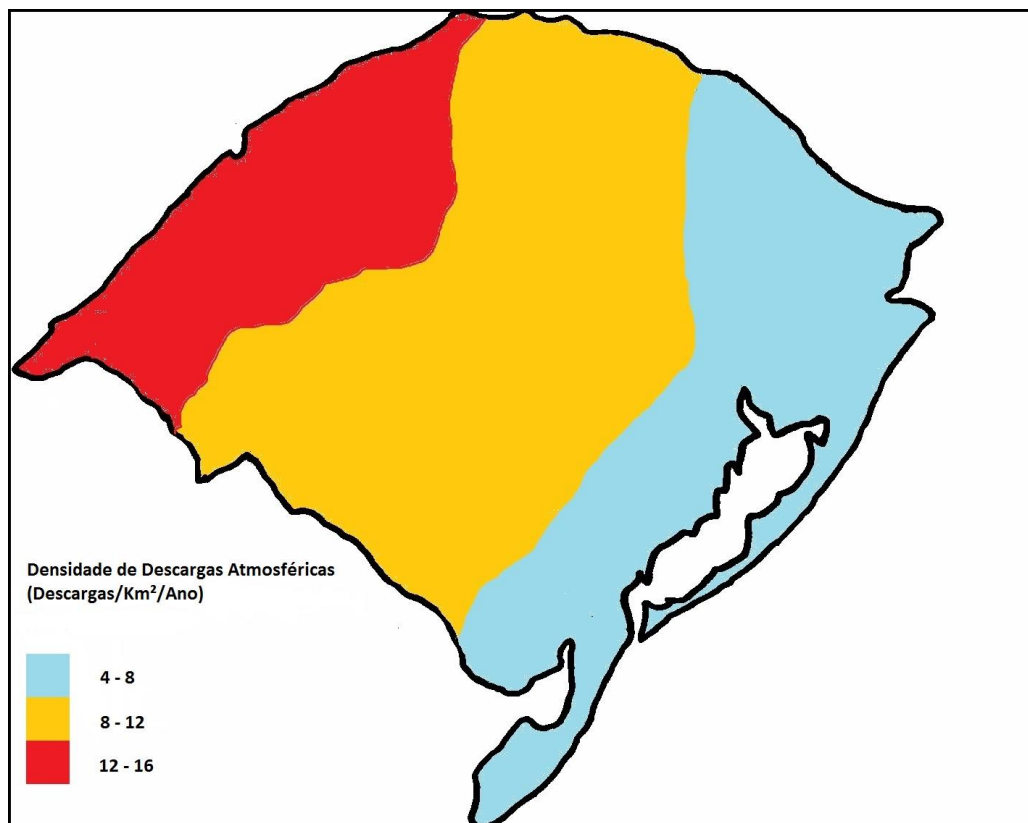 Densidade de Descargas Atmosféricas
(Descargas/Km²/Ano)
4 - 8
8 - 12
12 - 16